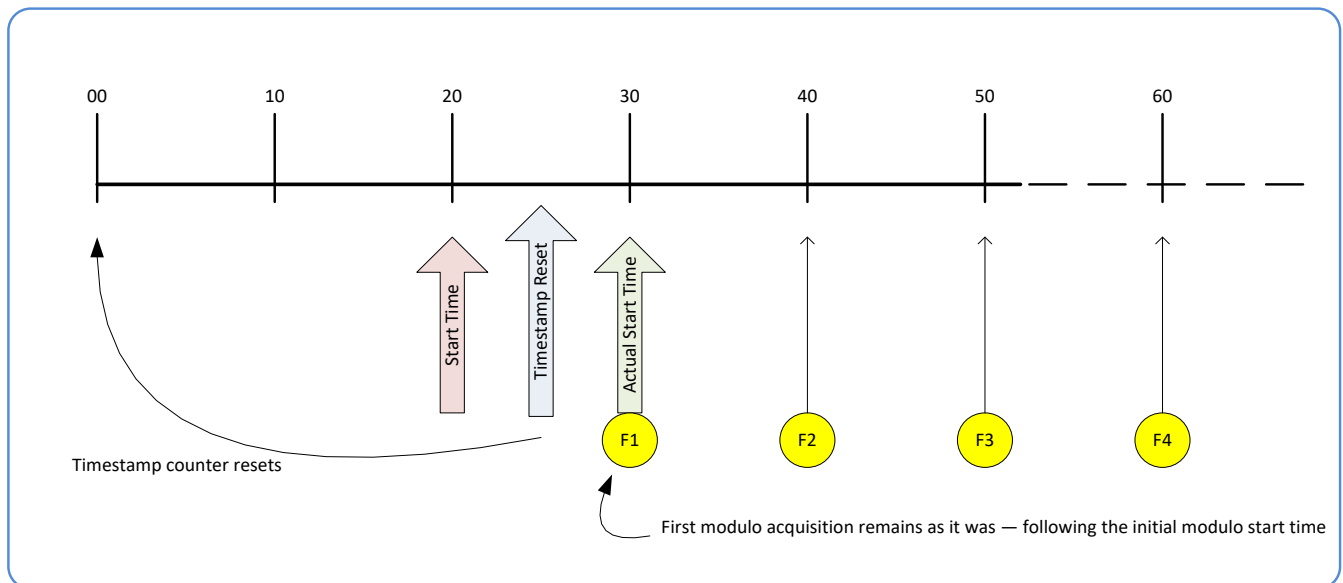 00 10 20 30 40 50 60
Start Time
Timestamp Reset
Actual Start Time
F1 F2 F3 F4
Timestamp counter resets
First modulo acquisition remains as it was — following the initial modulo start time